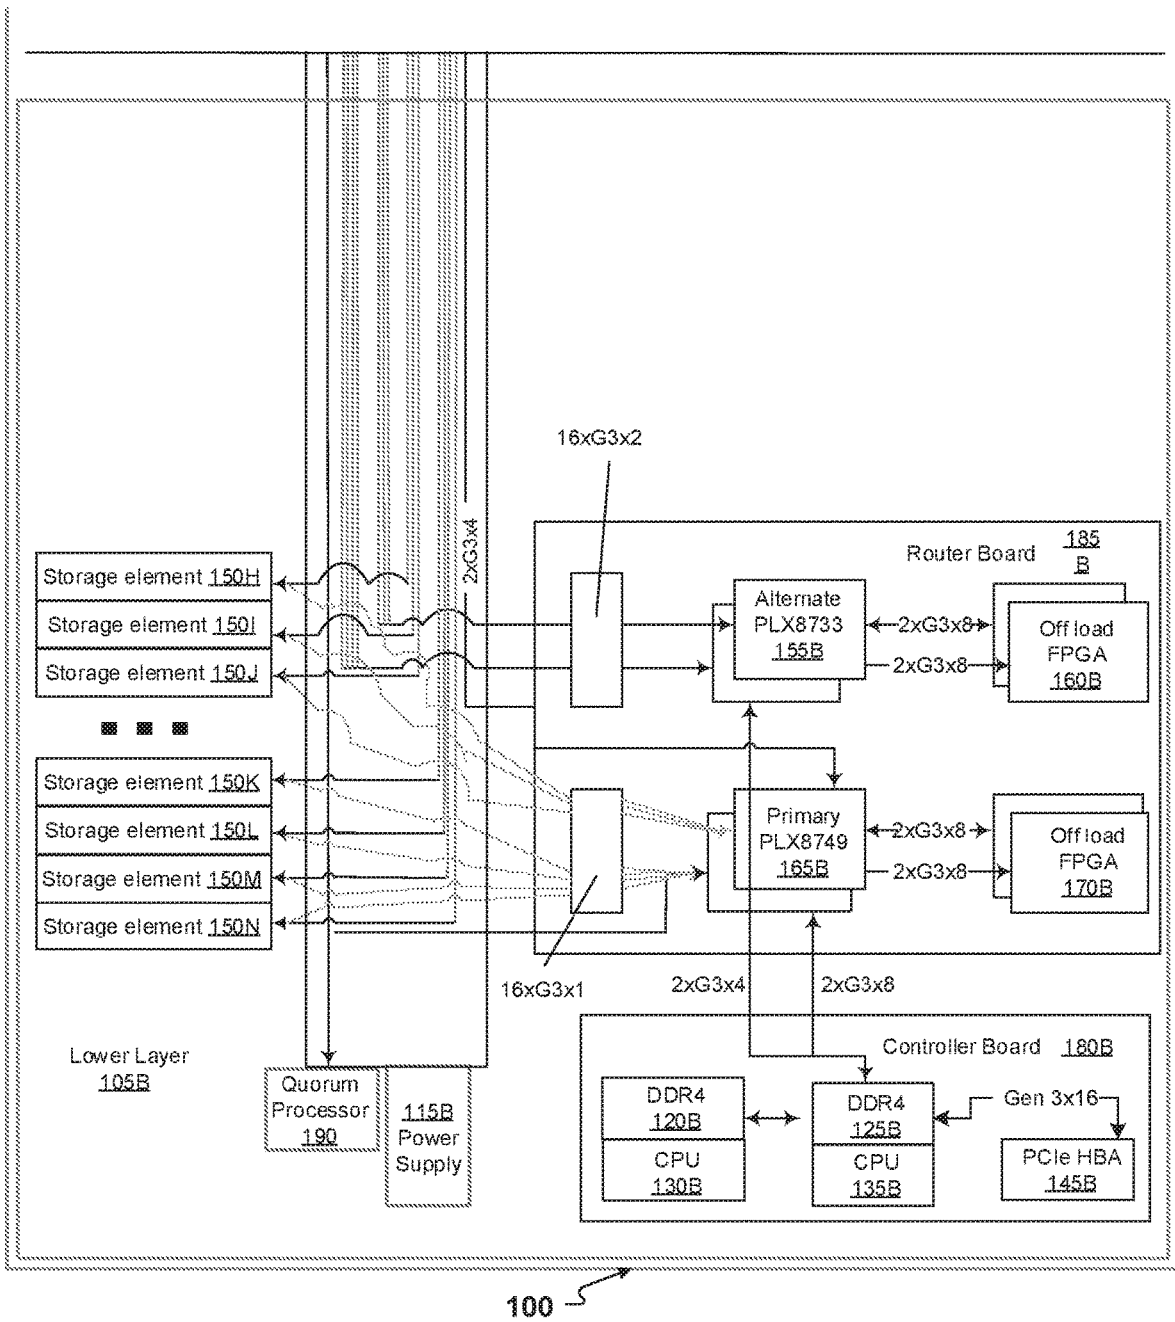 16xG3x2
2xG3x4
Router Board 185
B
Storage element 150H
Storage element 150I
Storage element 150J
Storage element 150K
Storage element 150L
Storage element 150M
Storage element 150N
Alternate
PLX8733
155B
2xG3x8
2xG3x8
Off load
FPGA
160B
Primary
PLX8749
165B
2xG3x8
2xG3x8
Off load
FPGA
170B
16xG3x1
2xG3x4
2xG3x8
Lower Layer
105B
Quorum
Processor
190
115B
Power
Supply
Controller Board 180B
DDR4
120B
CPU
130B
DDR4
125B
CPU
135B
Gen 3x16
PCIe HBA
145B
100